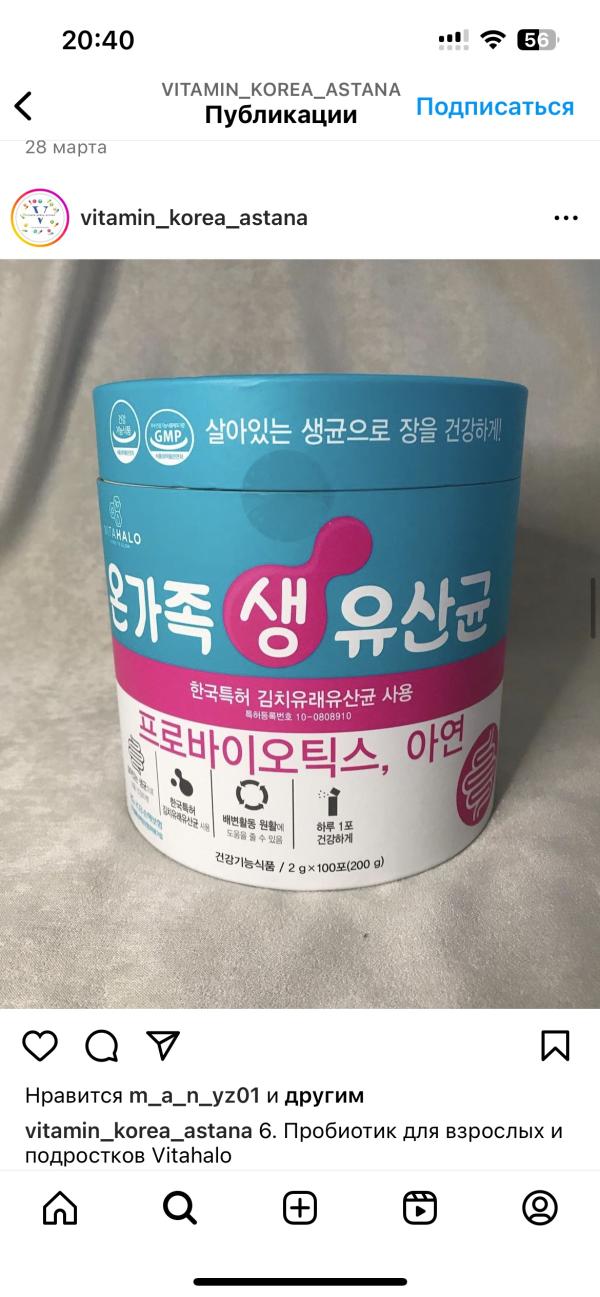 20:40
56
VITAMIN_KOREA_ASTANA
Публикации
Подписаться
28 марта
vitamin_korea_astana
건강
기능식품
GMP
살아있는 생균으로 장을 건강하게!
VITAHALO
온가족 생 유산균
한국특허 김치유래유산균 사용
특허등록번호 10-0808910
프로바이오틱스, 아연
한국특허
김치유래유산균 사용
배변활동 원활에
도움을 줄 수 있음
하루 1포
건강하게
건강기능식품 / 2 g×100포(200 g)
Нравится m_a_n_yz01 и другим
vitamin_korea_astana 6. Пробиотик для взрослых и
подростков Vitahalo